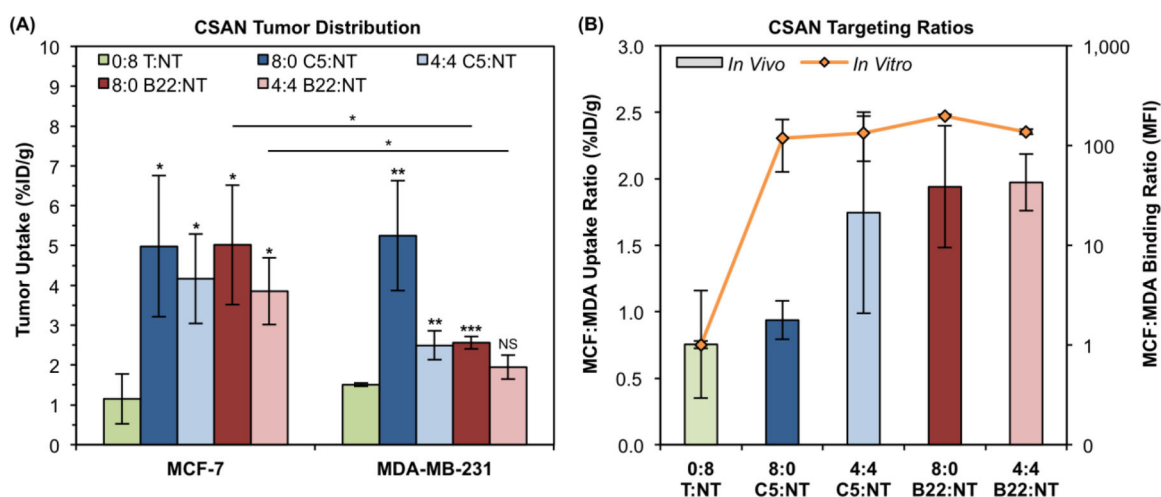 (A)
CSAN Tumor Distribution
Tumor Uptake (%ID/g)
10
9
8
7
6
5
4
3
2
1
0
0:8 T:NT
8:0 C5:NT
4:4 C5:NT
8:0 B22:NT
4:4 B22:NT
*
*
*
*
*
*
**
**
***
NS
MCF-7
MDA-MB-231
(B)
CSAN Targeting Ratios
MCF:MDA Uptake Ratio (%ID/g)
3.0
2.5
2.0
1.5
1.0
0.5
0.0
In Vivo
In Vitro
1,000
100
10
1
0
MCF:MDA Binding Ratio (MFI)
0:8
T:NT
8:0
C5:NT
4:4
C5:NT
8:0
B22:NT
4:4
B22:NT